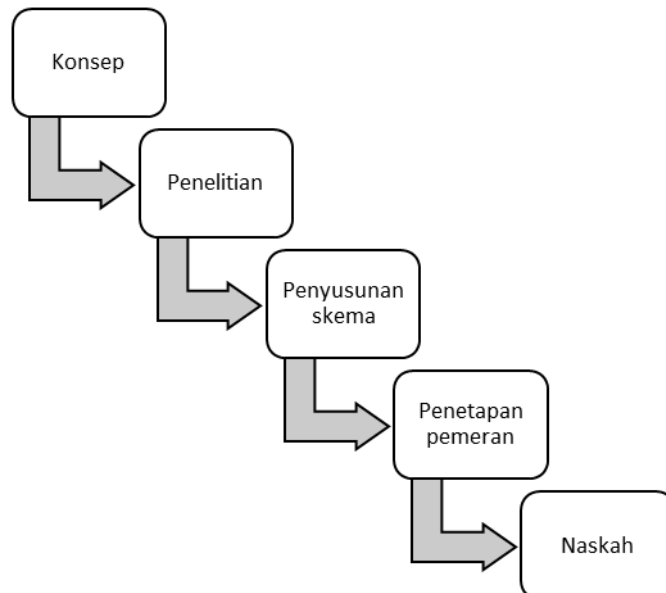 Konsep
Penelitian
Penyusunan
skema
Penetapan
pemeran
Naskah